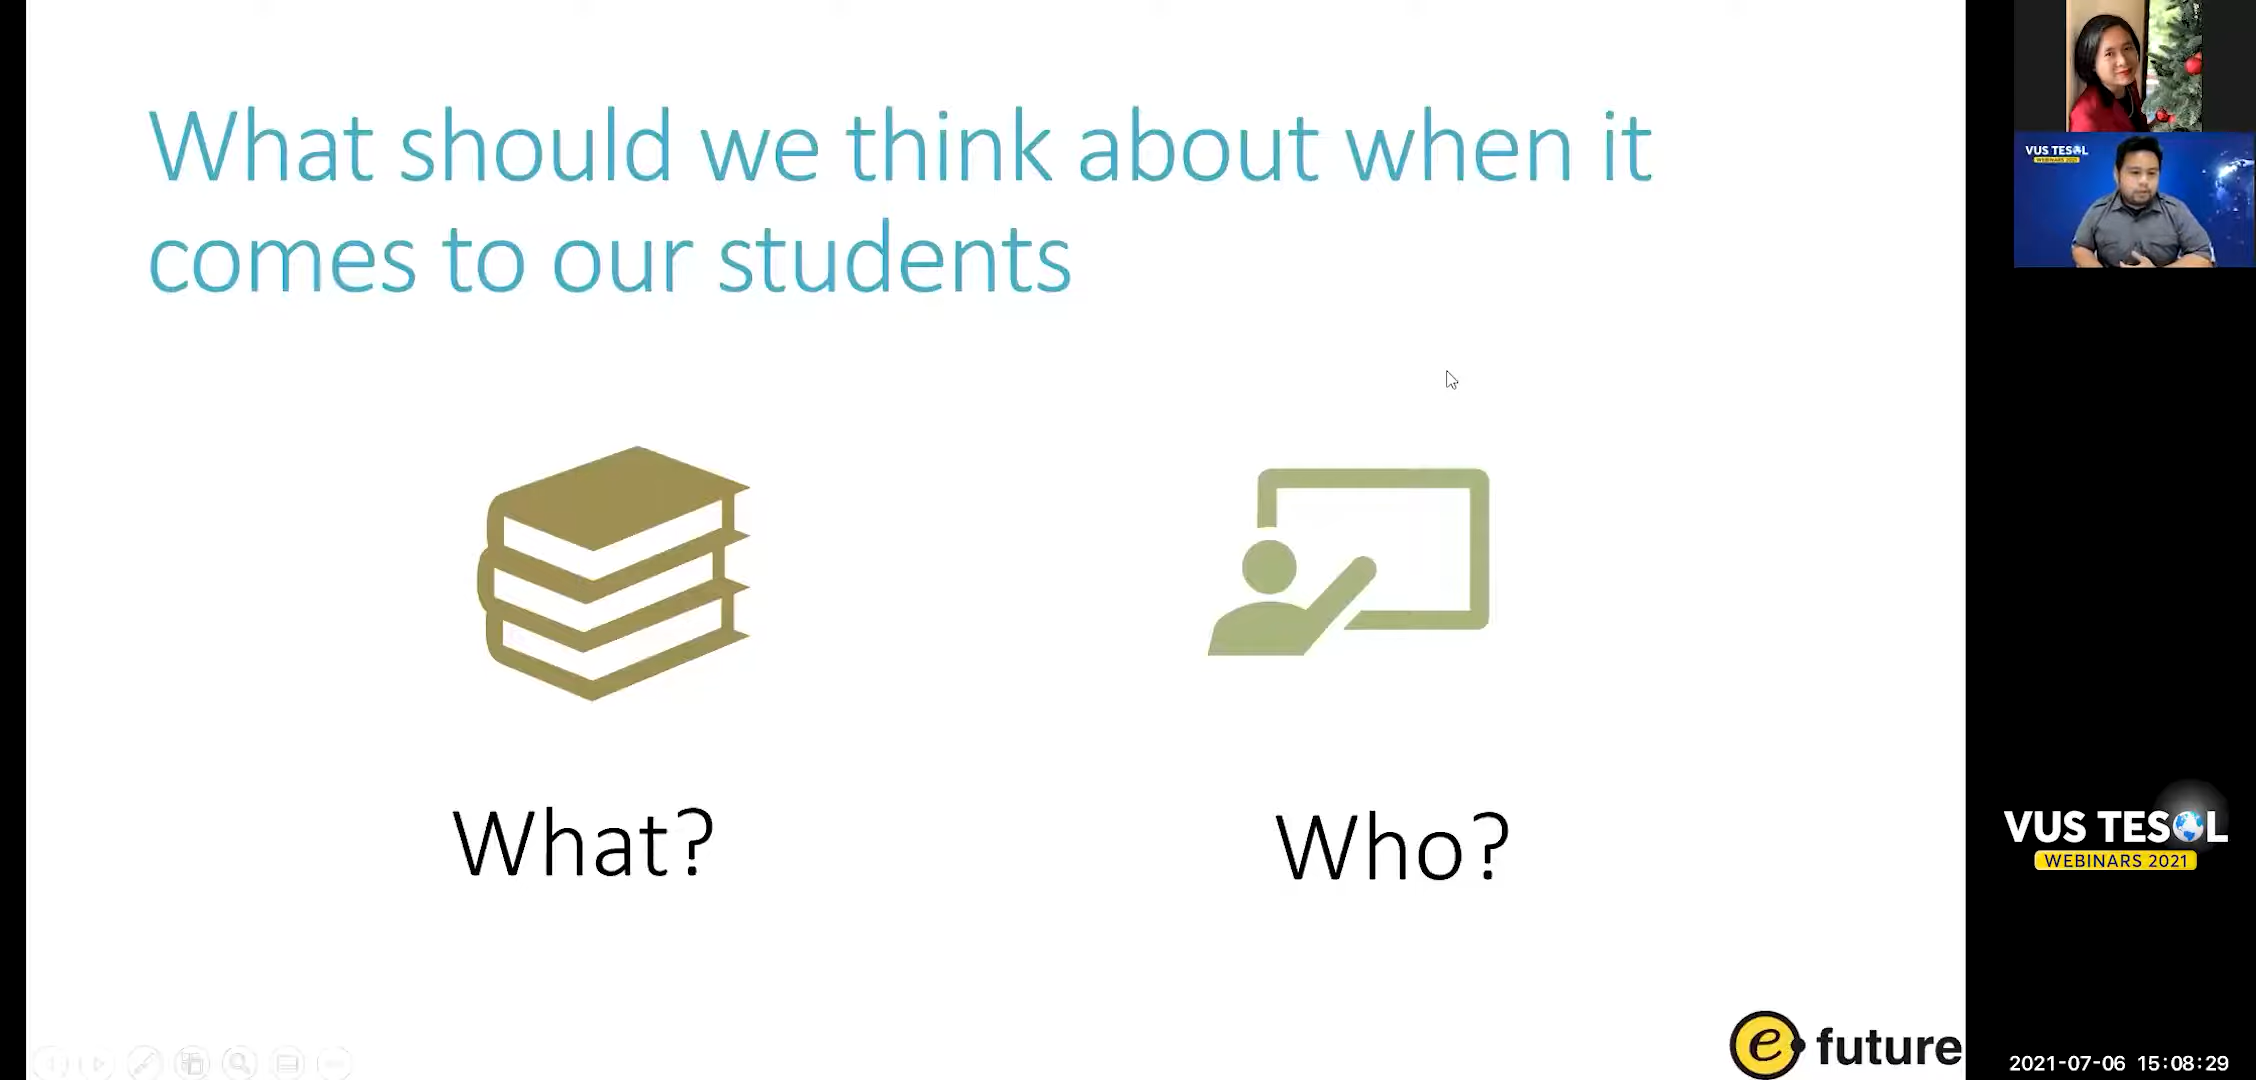 What should we think about when it
comes to our students
What?
Who?
e future
VUS TESOL
WEBINARS 2021
VUS TESOL
WEBINARS 2021
2021-07-06 15:08:29